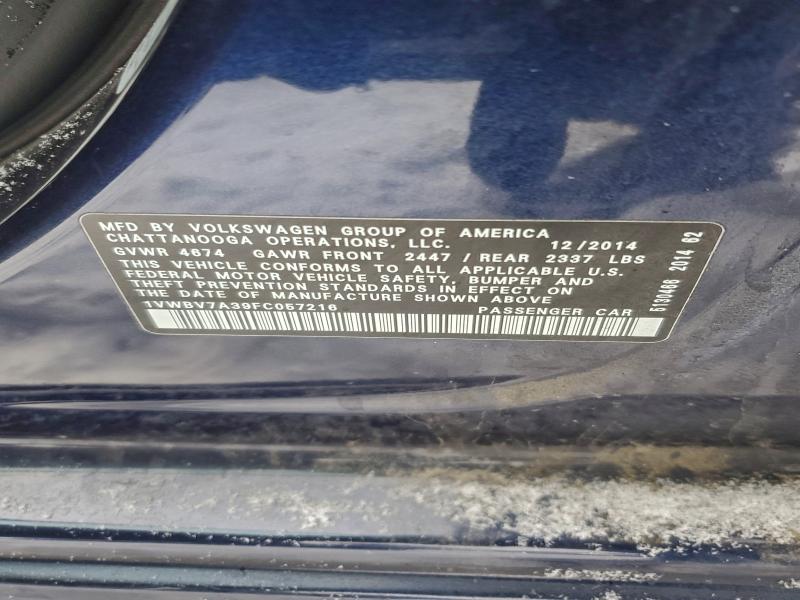 MFD BY VOLKSWAGEN GROUP OF AMERICA
CHATTANOOGA OPERATIONS, LLC. 12/2014
GVWR 4674 GAWR FRONT 2447 / REAR 2337 LBS
THIS VEHICLE CONFORMS TO ALL APPLICABLE U.S.
FEDERAL MOTOR VEHICLE SAFETY, BUMPER AND
THEFT PREVENTION STANDARDS IN EFFECT ON
THE DATE OF MANUFACTURE SHOWN ABOVE
1VWBV7A39FC057216 PASSENGER CAR
5130466 2014 62